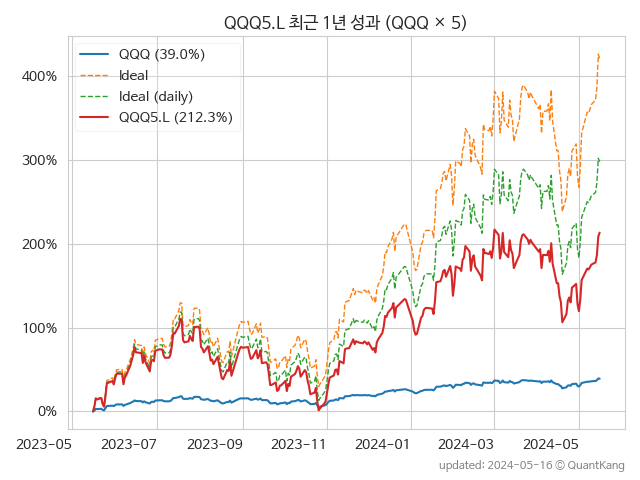 QQQ5.L 최근 1년 성과 (QQQ × 5)
QQQ (39.0%)
Ideal
Ideal (daily)
QQQ5.L (212.3%)
400%
300%
200%
100%
0%
2023-05 2023-07 2023-09 2023-11 2024-01 2024-03 2024-05
updated: 2024-05-16 © QuantKang